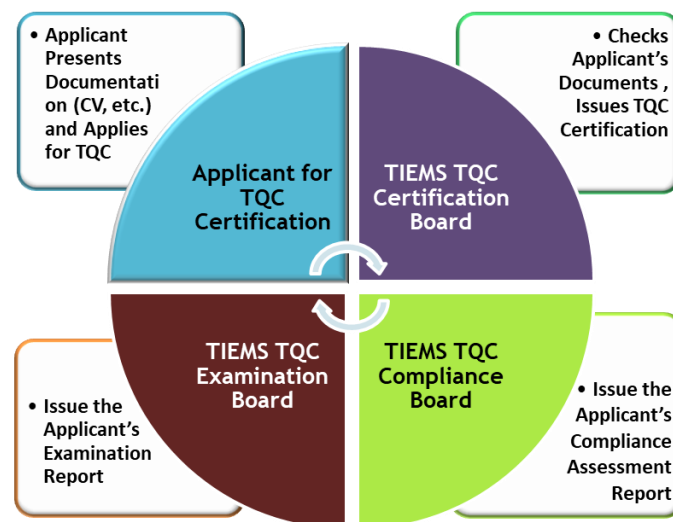 • Applicant
Presents
Documentati
on (CV, etc.)
and Applies
for TQC
• Checks
Applicant's
Documents ,
Issues TQC
Certification
Applicant for
TQC
Certification
TIEMS TQC
Certification
Board
TIEMS TQC
Examination
Board
TIEMS TQC
Compliance
Board
• Issue the
Applicant's
Examination
Report
• Issue the
Applicant's
Compliance
Assessment
Report